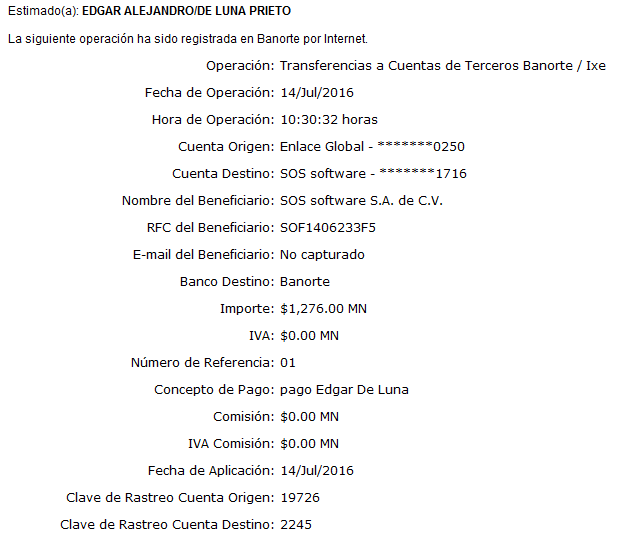 Estimado(a): EDGAR ALEJANDRO/DE LUNA PRIETO
La siguiente operación ha sido registrada en Banorte por Internet.
Operación: Transferencias a Cuentas de Terceros Banorte / Ixe
Fecha de Operación: 14/Jul/2016
Hora de Operación: 10:30:32 horas
Cuenta Origen: Enlace Global - *******0250
Cuenta Destino: SOS software - *******1716
Nombre del Beneficiario: SOS software S.A. de C.V.
RFC del Beneficiario: SOF1406233F5
E-mail del Beneficiario: No capturado
Banco Destino: Banorte
Importe: $1,276.00 MN
IVA: $0.00 MN
Número de Referencia: 01
Concepto de Pago: pago Edgar De Luna
Comisión: $0.00 MN
IVA Comisión: $0.00 MN
Fecha de Aplicación: 14/Jul/2016
Clave de Rastreo Cuenta Origen: 19726
Clave de Rastreo Cuenta Destino: 2245